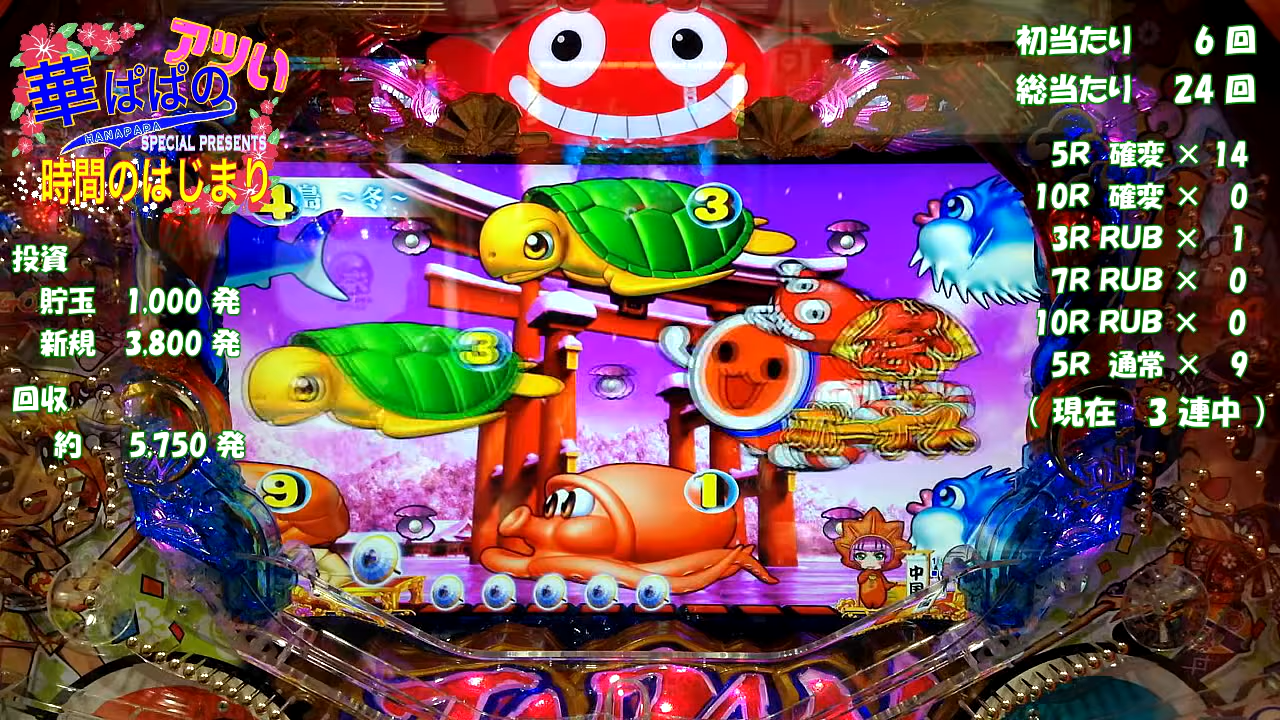 アツい
華ぱぱの
HANAPAPA
SPECIAL PRESENTS
時間のはじまり
投資
貯玉 1,000 発
新規 3,800 発
回収
約 5,750 発
初当たり 6 回
総当たり 24 回
5R 確変 × 14
10R 確変 × 0
3R RUB × 1
7R RUB × 0
10R RUB × 0
5R 通常 × 9
( 現在 3 連中 )
4
島 ~冬~
3
3
1
9
JAPAN